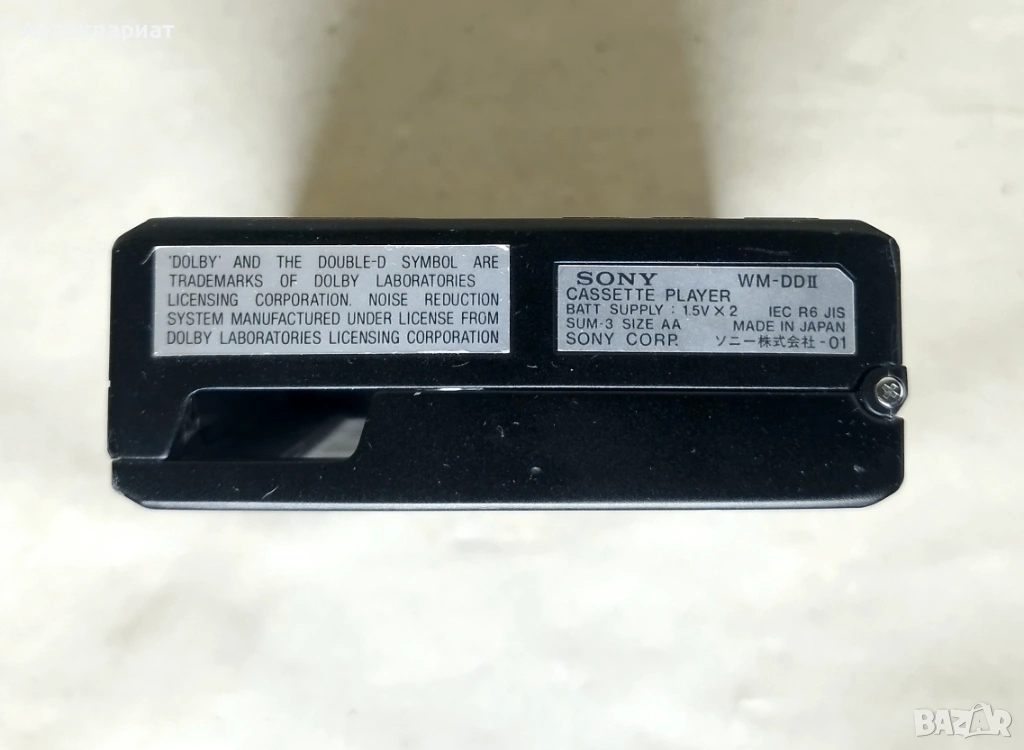 'DOLBY' AND THE DOUBLE-D SYMBOL ARE
TRADEMARKS OF DOLBY LABORATORIES
LICENSING CORPORATION. NOISE REDUCTION
SYSTEM MANUFACTURED UNDER LICENSE FROM
DOLBY LABORATORIES LICENSING CORPORATION
SONY WM-DDII
CASSETTE PLAYER
BATT SUPPLY : 1.5V×2 IEC R6 JIS
SUM-3 SIZE AA MADE IN JAPAN
SONY CORP. ソニー株式会社-01
BAZAR